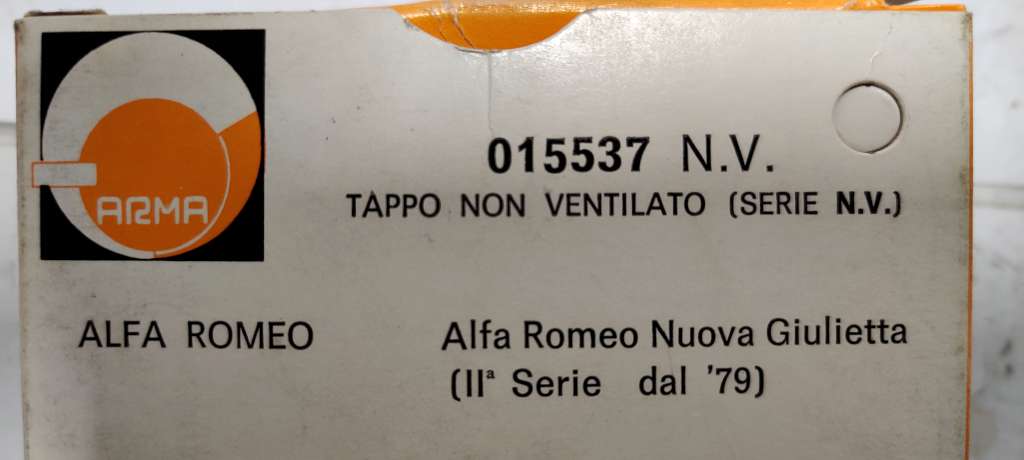 ARMA
015537 N.V.
TAPPO NON VENTILATO (SERIE N.V.)
ALFA ROMEO
Alfa Romeo Nuova Giulietta
(IIª Serie dal '79)